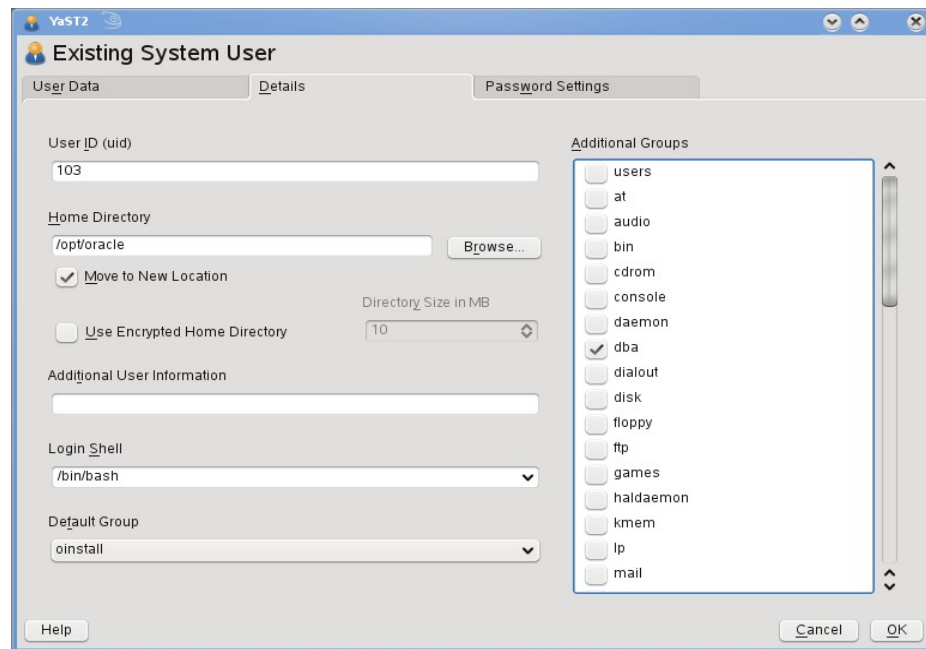 YaST2
Existing System User
User Data
Details
Password Settings
User ID (uid)
103
Home Directory
/opt/oracle
Browse...
Move to New Location
Directory Size in MB
Use Encrypted Home Directory
10
Additional User Information
Login Shell
/bin/bash
Default Group
oinstall
Additional Groups
users
at
audio
bin
cdrom
console
daemon
dba
dialout
disk
floppy
ftp
games
haldaemon
kmem
lp
mail
Help
Cancel
OK